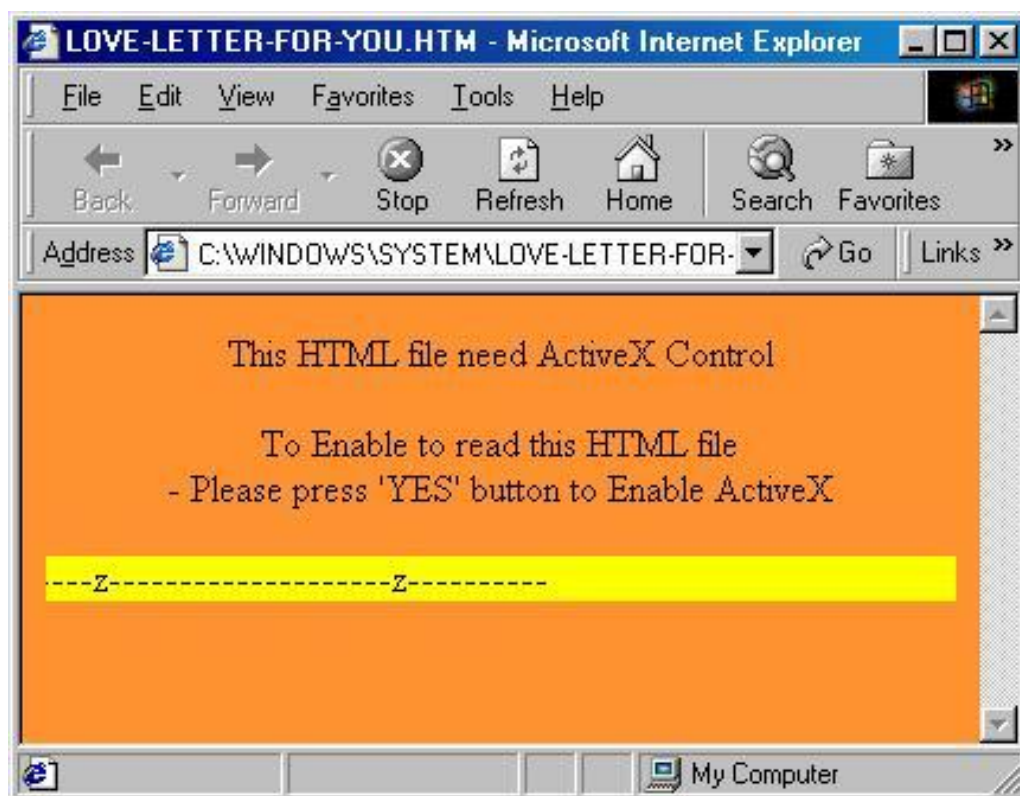 LOVE-LETTER-FOR-YOU.HTM - Microsoft Internet Explorer
File Edit View Favorites Tools Help
Back Forward Stop Refresh Home Search Favorites »
Address C:\WINDOWS\SYSTEM\LOVE-LETTER-FOR- Go Links »
This HTML file need ActiveX Control
To Enable to read this HTML file
- Please press 'YES' button to Enable ActiveX
----z--------------------z----------
My Computer